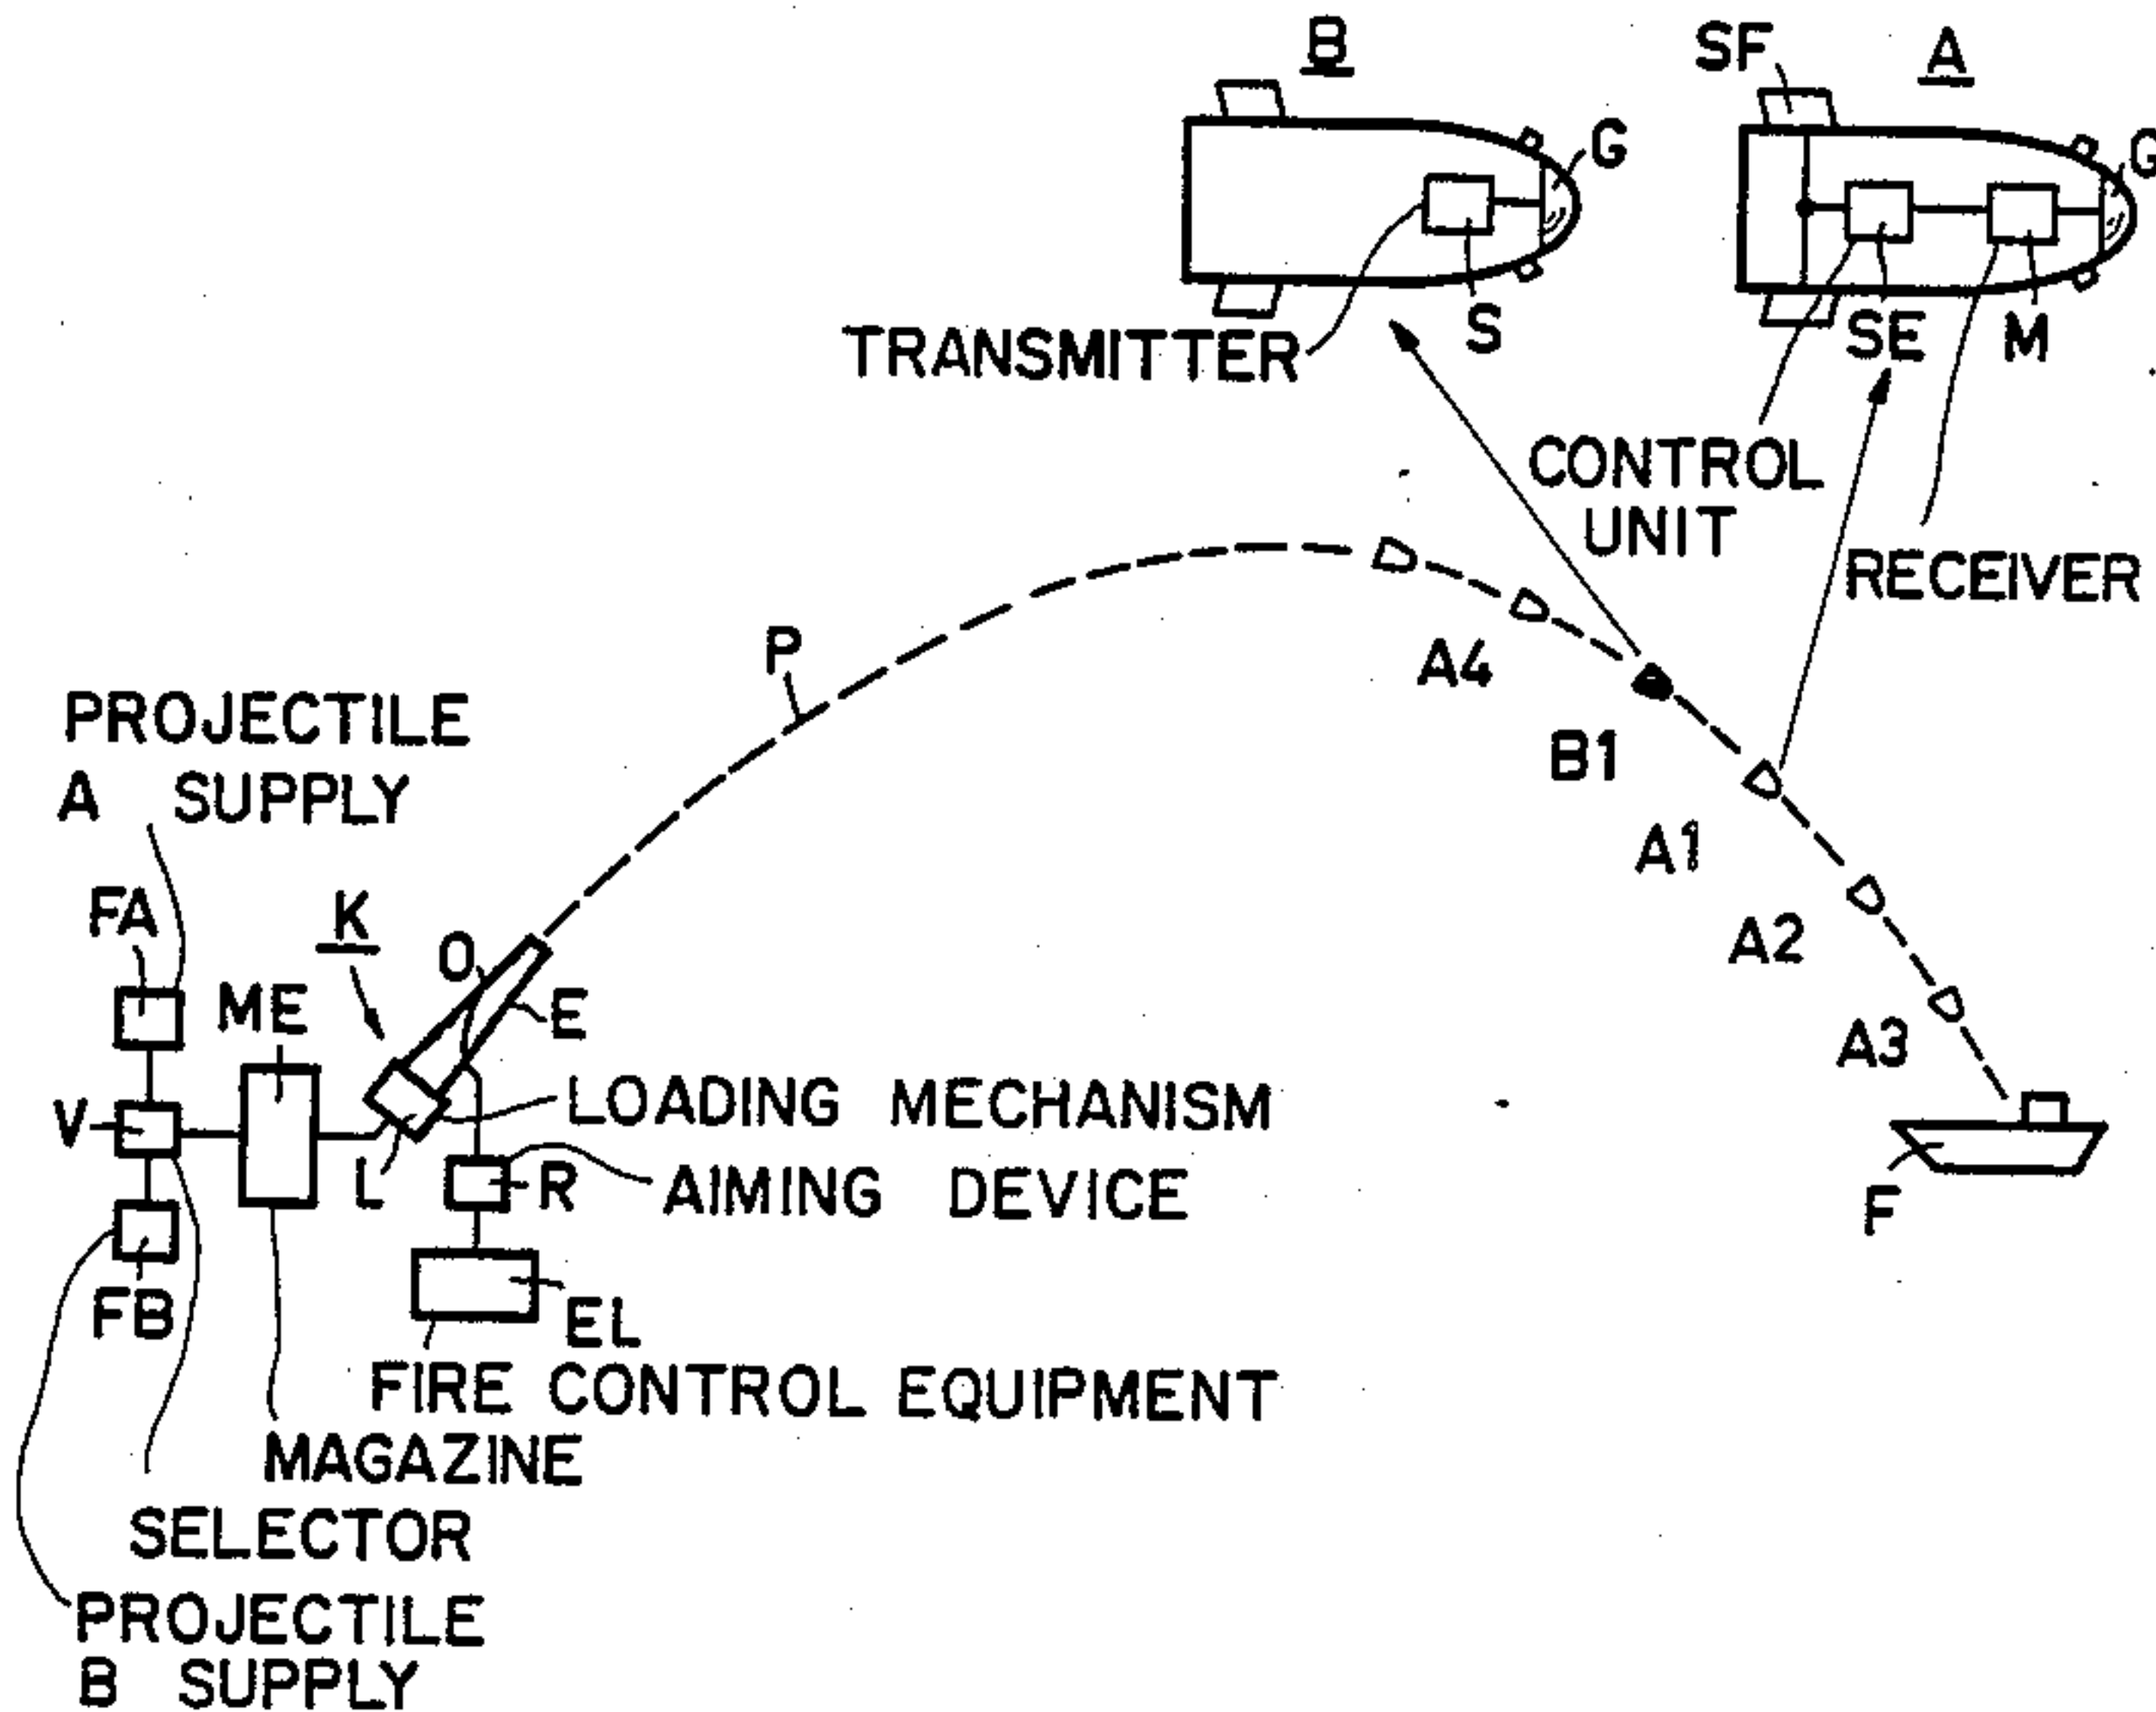 B
SF
A
G
G
TRANSMITTER
S
SE
M
CONTROL
UNIT
RECEIVER
P
A4
PROJECTILE
A SUPPLY
B1
A1
FA
K
O
A2
ME
E
A3
V
LOADING MECHANISM
L
R
AIMING DEVICE
F
FB
EL
FIRE CONTROL EQUIPMENT
MAGAZINE
SELECTOR
PROJECTILE
B SUPPLY